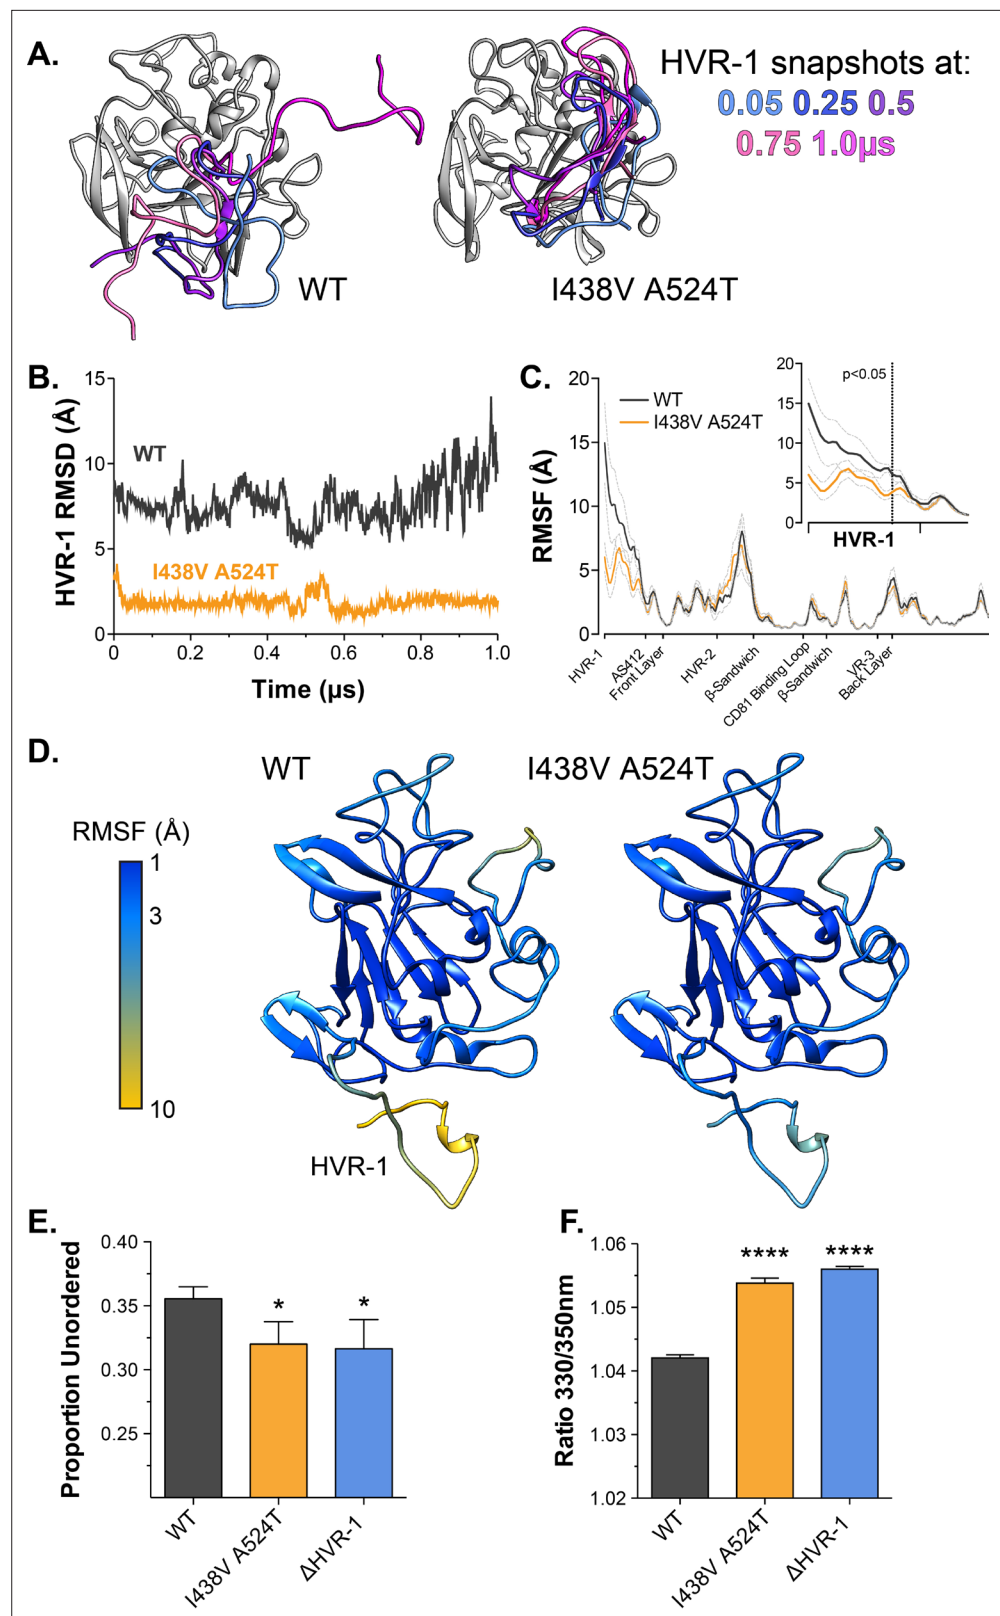 A.
HVR-1 snapshots at:
0.05 0.25 0.5
0.75 1.0µs
WT
I438V A524T
B.
HVR-1 RMSD (Å)
15
10
5
0
WT
I438V A524T
0
0.2
0.4
0.6
0.8
1.0
Time (µs)
C.
RMSF (Å)
20
15
10
5
0
WT
I438V A524T
20
15
10
5
0
p<0.05
HVR-1
HVR-1
AS412
Front Layer
HVR-2
β-Sandwich
CD81 Binding Loop
β-Sandwich
VR-3
Back Layer
D.
WT
I438V A524T
RMSF (Å)
1
3
10
HVR-1
E.
Proportion Unordered
0.40
0.35
0.30
0.25
*
*
WT
I438V A524T
ΔHVR-1
F.
Ratio 330/350nm
1.06
1.05
1.04
1.03
1.02
****
****
WT
I438V A524T
ΔHVR-1